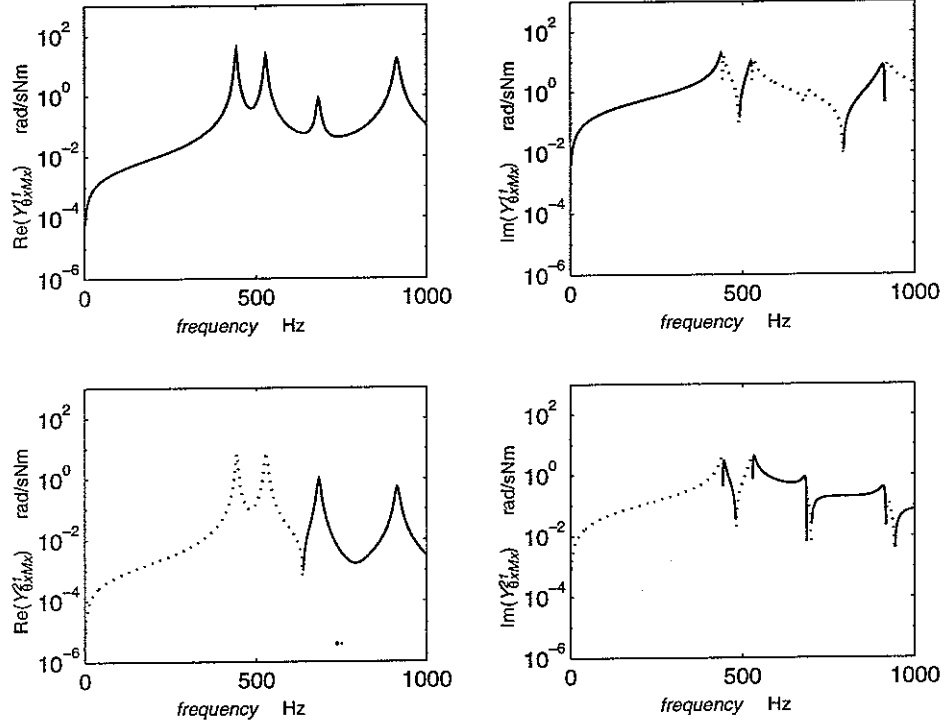 10^2
10^0
10^-2
10^-4
10^-6
Re(Y^11_θxMx) rad/sNm
0 500 1000
frequency Hz
10^2
10^0
10^-2
10^-4
10^-6
Im(Y^11_θxMx) rad/sNm
0 500 1000
frequency Hz
10^2
10^0
10^-2
10^-4
10^-6
Re(Y^21_θxMx) rad/sNm
0 500 1000
frequency Hz
10^2
10^0
10^-2
10^-4
10^-6
Im(Y^21_θxMx) rad/sNm
0 500 1000
frequency Hz